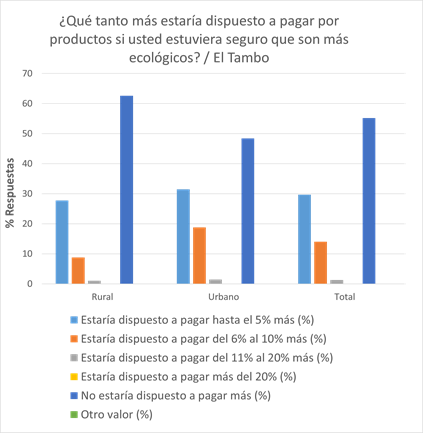 ¿Qué tanto más estaría dispuesto a pagar por
productos si usted estuviera seguro que son más
ecológicos? / El Tambo
% Respuestas
70
60
50
40
30
20
10
0
Rural Urbano Total
Estaría dispuesto a pagar hasta el 5% más (%)
Estaría dispuesto a pagar del 6% al 10% más (%)
Estaría dispuesto a pagar del 11% al 20% más (%)
Estaría dispuesto a pagar más del 20% (%)
No estaría dispuesto a pagar más (%)
Otro valor (%)